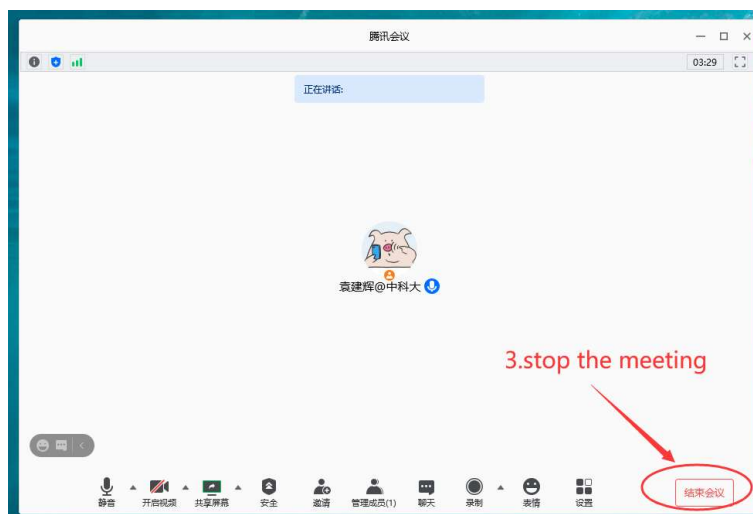 腾讯会议
03:29
正在讲话:
袁建辉@中科大
3.stop the meeting
静音
开启视频
共享屏幕
安全
邀请
管理成员(1)
聊天
录制
表情
设置
结束会议